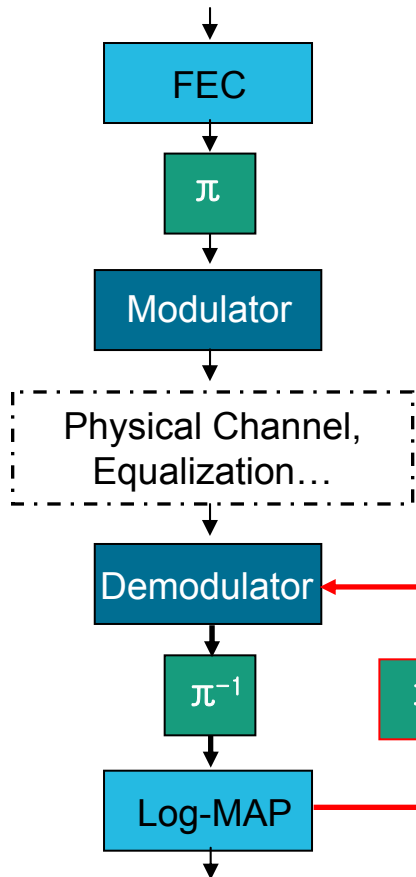 FEC
π
Modulator
Physical Channel,
Equalization…
Demodulator
π⁻¹
Log-MAP